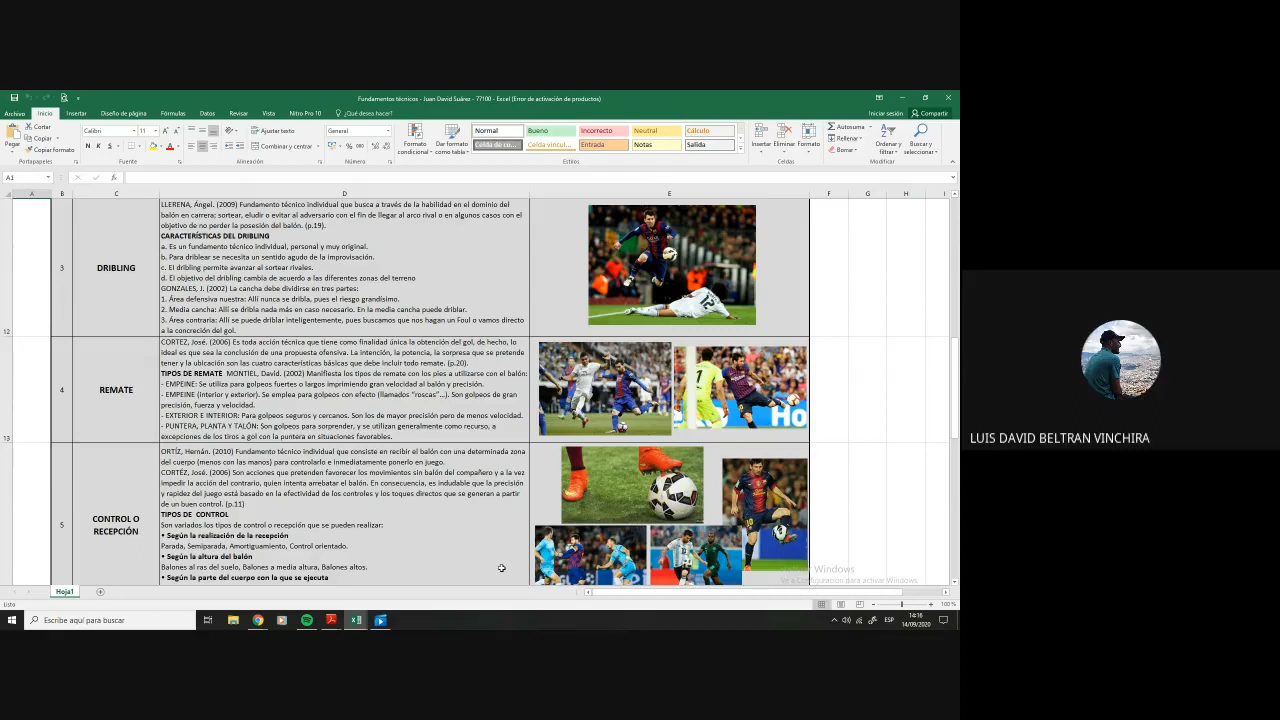 Fundamentos técnicos - Juan David Suárez - 77100 - Excel (Error de activación de productos)
Archivo Inicio Insertar Diseño de página Fórmulas Datos Revisar Vista Nitro Pro 10 ¿Qué desea hacer? Iniciar sesión Compartir
Pegar
Cortar
Copiar
Copiar formato
Portapapeles
Calibri 11
N K S
Fuente
Ajustar texto
Combinar y centrar
Alineación
General
Número
Formato condicional
Dar formato como tabla
Normal Bueno Incorrecto Neutral Cálculo
Celda de co... Celda vincul... Entrada Notas Salida
Estilos
Insertar Eliminar Formato
Celdas
Autosuma
Rellenar
Borrar
Ordenar y filtrar
Buscar y seleccionar
Modificar
A1 fx
A B C D E F G H I
12
3
DRIBLING
LLERENA, Ángel. (2009) Fundamento técnico individual que busca a través de la habilidad en el dominio del
balón en carrera; sortear, eludir o evitar al adversario con el fin de llegar al arco rival o en algunos casos con el
objetivo de no perder la posesión del balón. (p.19).
CARACTERÍSTICAS DEL DRIBLING
a. Es un fundamento técnico individual, personal y muy original.
b. Para driblear se necesita un sentido agudo de la improvisación.
c. El dribling permite avanzar al sortear rivales.
d. El objetivo del dribling cambia de acuerdo a las diferentes zonas del terreno
GONZALES, J. (2002) La cancha debe dividirse en tres partes:
1. Área defensiva nuestra: Allí nunca se dribla, pues el riesgo grandísimo.
2. Media cancha: Allí se dribla nada más en caso necesario. En la media cancha puede driblar.
3. Área contraria: Allí se puede driblar inteligentemente, pues buscamos que nos hagan un Foul o vamos directo
a la concreción del gol.
12
13
4
REMATE
CORTEZ, José. (2006) Es toda acción técnica que tiene como finalidad única la obtención del gol, de hecho, lo
ideal es que sea la conclusión de una propuesta ofensiva. La intención, la potencia, la sorpresa que se pretende
tener y la ubicación son las cuatro características básicas que debe incluir todo remate. (p.20).
TIPOS DE REMATE MONTIEL, David. (2002) Manifiesta los tipos de remate con los pies a utilizarse con el balón:
- EMPEINE: Se utiliza para golpeos fuertes o largos imprimiendo gran velocidad al balón y precisión.
- EMPEINE (interior y exterior). Se emplea para golpeos con efecto (llamados "roscas"...). Son golpeos de gran
precisión, fuerza y velocidad.
- EXTERIOR E INTERIOR: Para golpeos seguros y cercanos. Son los de mayor precisión pero de menos velocidad.
- PUNTERA, PLANTA Y TALÓN: Son golpeos para sorprender, y se utilizan generalmente como recurso, a
excepciones de los tiros a gol con la puntera en situaciones favorables.
1
Ho
5
CONTROL O
RECEPCIÓN
ORTÍZ, Hernán. (2010) Fundamento técnico individual que consiste en recibir el balón con una determinada zona
del cuerpo (menos con las manos) para controlarlo e inmediatamente ponerlo en juego.
CORTÉZ, José. (2006) Son acciones que pretenden favorecer los movimientos sin balón del compañero y a la vez
impedir la acción del contrario, quien intenta arrebatar el balón. En consecuencia, es indudable que la precisión
y rapidez del juego está basado en la efectividad de los controles y los toques directos que se generan a partir
de un buen control. (p.11)
TIPOS DE CONTROL
Son variados los tipos de control o recepción que se pueden realizar:
• Según la realización de la recepción
Parada, Semiparada, Amortiguamiento, Control orientado.
• Según la altura del balón
Balones al ras del suelo, Balones a media altura, Balones altos.
• Según la parte del cuerpo con la que se ejecuta
10
10
Windows
Ve a Configuración para activar Windows.
Hoja1
Listo
100 %
Escribe aquí para buscar
ESP
14:16
14/09/2020
LUIS DAVID BELTRAN VINCHIRA